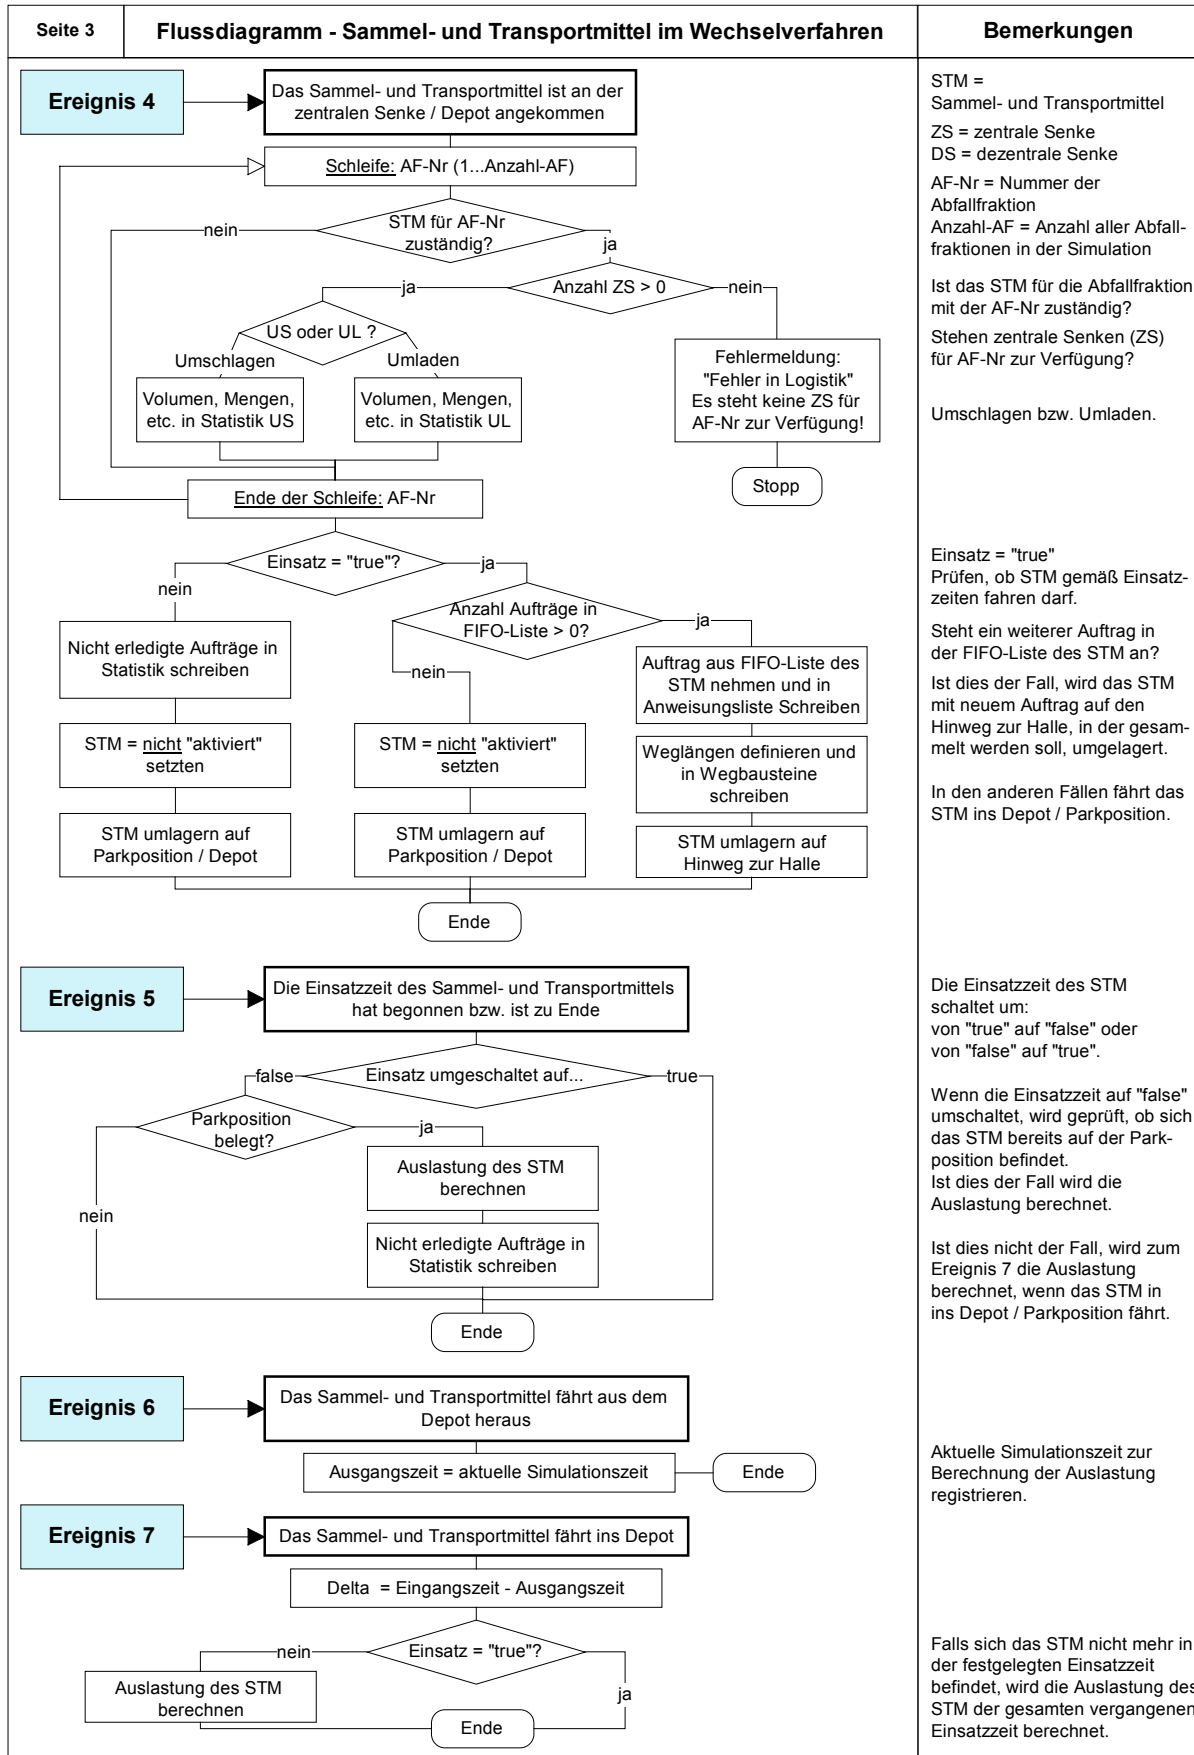 Seite 3
Flussdiagramm - Sammel- und Transportmittel im Wechselverfahren
Bemerkungen
Ereignis 4
Das Sammel- und Transportmittel ist an der
zentralen Senke / Depot angekommen
Schleife: AF-Nr (1...Anzahl-AF)
STM für AF-Nr
zuständig?
nein
ja
Anzahl ZS > 0
ja
nein
US oder UL ?
Umschlagen
Umladen
Volumen, Mengen,
etc. in Statistik US
Volumen, Mengen,
etc. in Statistik UL
Fehlermeldung:
"Fehler in Logistik"
Es steht keine ZS für
AF-Nr zur Verfügung!
Stopp
Ende der Schleife: AF-Nr
Einsatz = "true"?
nein
ja
Anzahl Aufträge in
FIFO-Liste > 0?
nein
ja
Nicht erledigte Aufträge in
Statistik schreiben
STM = nicht "aktiviert"
setzten
STM umlagern auf
Parkposition / Depot
STM = nicht "aktiviert"
setzten
STM umlagern auf
Parkposition / Depot
Auftrag aus FIFO-Liste des
STM nehmen und in
Anweisungsliste Schreiben
Weglängen definieren und
in Wegbausteine
schreiben
STM umlagern auf
Hinweg zur Halle
Ende
STM =
Sammel- und Transportmittel
ZS = zentrale Senke
DS = dezentrale Senke
AF-Nr = Nummer der
Abfallfraktion
Anzahl-AF = Anzahl aller Abfall-
fraktionen in der Simulation
Ist das STM für die Abfallfraktion
mit der AF-Nr zuständig?
Stehen zentrale Senken (ZS)
für AF-Nr zur Verfügung?
Umschlagen bzw. Umladen.
Einsatz = "true"
Prüfen, ob STM gemäß Einsatz-
zeiten fahren darf.
Steht ein weiterer Auftrag in
der FIFO-Liste des STM an?
Ist dies der Fall, wird das STM
mit neuem Auftrag auf den
Hinweg zur Halle, in der gesam-
melt werden soll, umgelagert.
In den anderen Fällen fährt das
STM ins Depot / Parkposition.
Ereignis 5
Die Einsatzzeit des Sammel- und Transportmittels
hat begonnen bzw. ist zu Ende
Einsatz umgeschaltet auf...
false
true
Parkposition
belegt?
ja
nein
Auslastung des STM
berechnen
Nicht erledigte Aufträge in
Statistik schreiben
Ende
Die Einsatzzeit des STM
schaltet um:
von "true" auf "false" oder
von "false" auf "true".
Wenn die Einsatzzeit auf "false"
umschaltet, wird geprüft, ob sich
das STM bereits auf der Park-
position befindet.
Ist dies der Fall wird die
Auslastung berechnet.
Ist dies nicht der Fall, wird zum
Ereignis 7 die Auslastung
berechnet, wenn das STM in
ins Depot / Parkposition fährt.
Ereignis 6
Das Sammel- und Transportmittel fährt aus dem
Depot heraus
Ausgangszeit = aktuelle Simulationszeit
Ende
Aktuelle Simulationszeit zur
Berechnung der Auslastung
registrieren.
Ereignis 7
Das Sammel- und Transportmittel fährt ins Depot
Delta = Eingangszeit - Ausgangszeit
Einsatz = "true"?
nein
ja
Auslastung des STM
berechnen
Ende
Falls sich das STM nicht mehr in
der festgelegten Einsatzzeit
befindet, wird die Auslastung des
STM der gesamten vergangenen
Einsatzzeit berechnet.